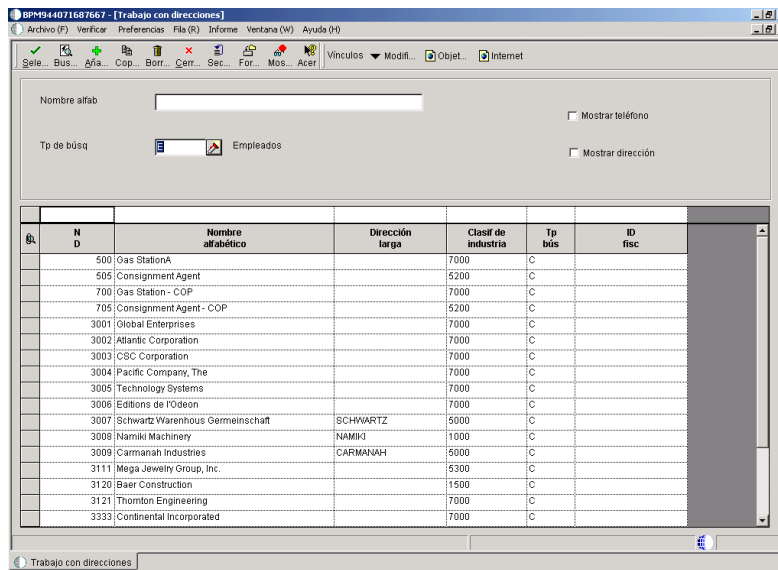 BPM944071687667 - [Trabajo con direcciones]
Archivo (F) Verificar Preferencias Fila (R) Informe Ventana (W) Ayuda (H)
Sele... Bus... Aña... Cop... Borr... Cerr... Sec... For... Mos... Acer Vínculos Modifi... Objet... Internet
Nombre alfab
Mostrar teléfono
Tp de búsq E Empleados
Mostrar dirección
N D Nombre alfabético Dirección larga Clasif de industria Tp bús ID fisc
500 Gas StationA 7000 C
505 Consignment Agent 5200 C
700 Gas Station - COP 7000 C
705 Consignment Agent - COP 5200 C
3001 Global Enterprises 7000 C
3002 Atlantic Corporation 7000 C
3003 CSC Corporation 7000 C
3004 Pacific Company, The 7000 C
3005 Technology Systems 7000 C
3006 Editions de l'Odeon 7000 C
3007 Schwartz Warenhous Germeinschaft SCHWARTZ 5000 C
3008 Namiki Machinery NAMIKI 1000 C
3009 Carmanah Industries CARMANAH 5000 C
3111 Mega Jewelry Group, Inc. 5300 C
3120 Baer Construction 1500 C
3121 Thornton Engineering 7000 C
3333 Continental Incorporated 7000 C
Trabajo con direcciones